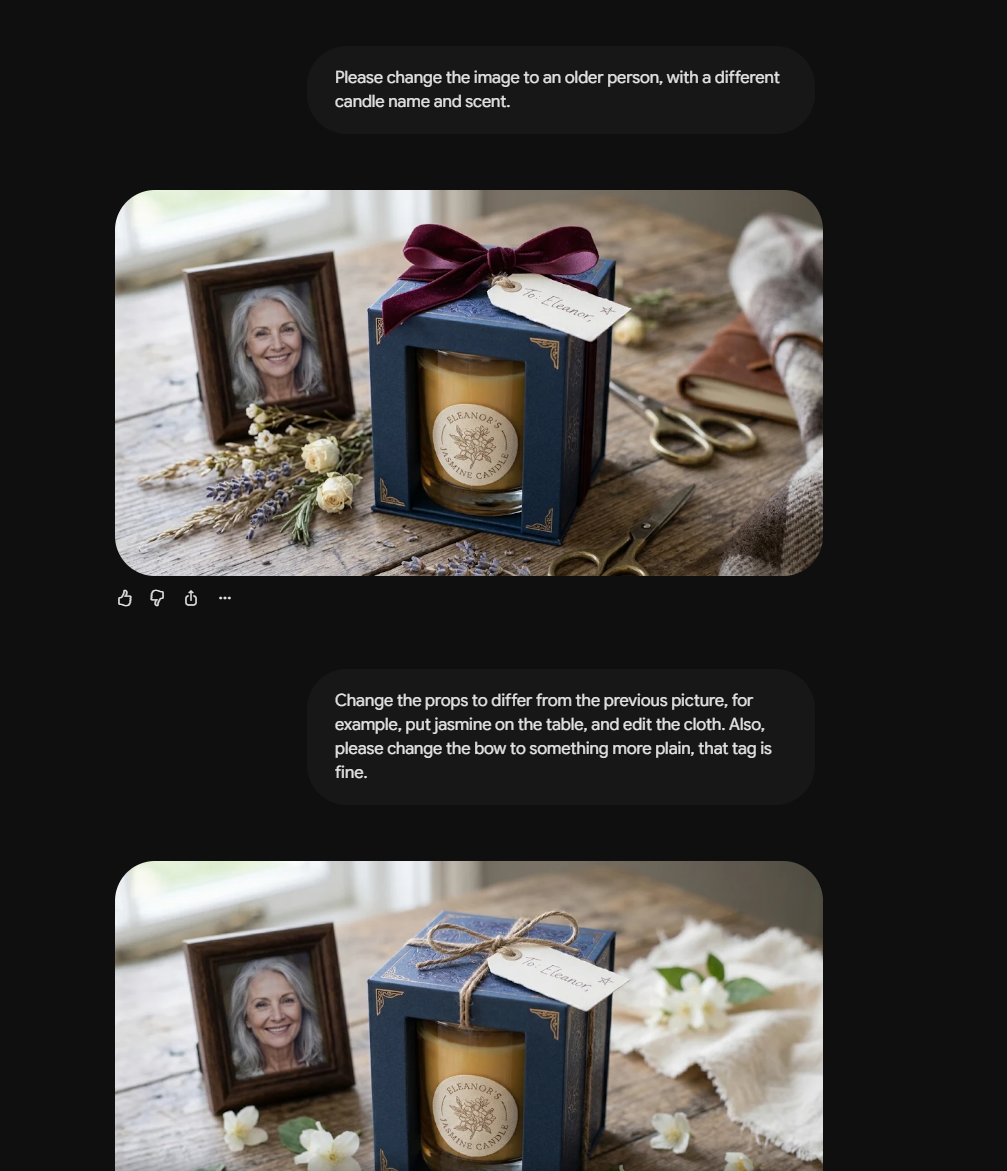 Please change the image to an older person, with a different
candle name and scent.
To: Eleanor,
ELEANOR'S
JASMINE CANDLE
Change the props to differ from the previous picture, for
example, put jasmine on the table, and edit the cloth. Also,
please change the bow to something more plain, that tag is
fine.
To: Eleanor,
ELEANOR'S
JASMINE CANDLE